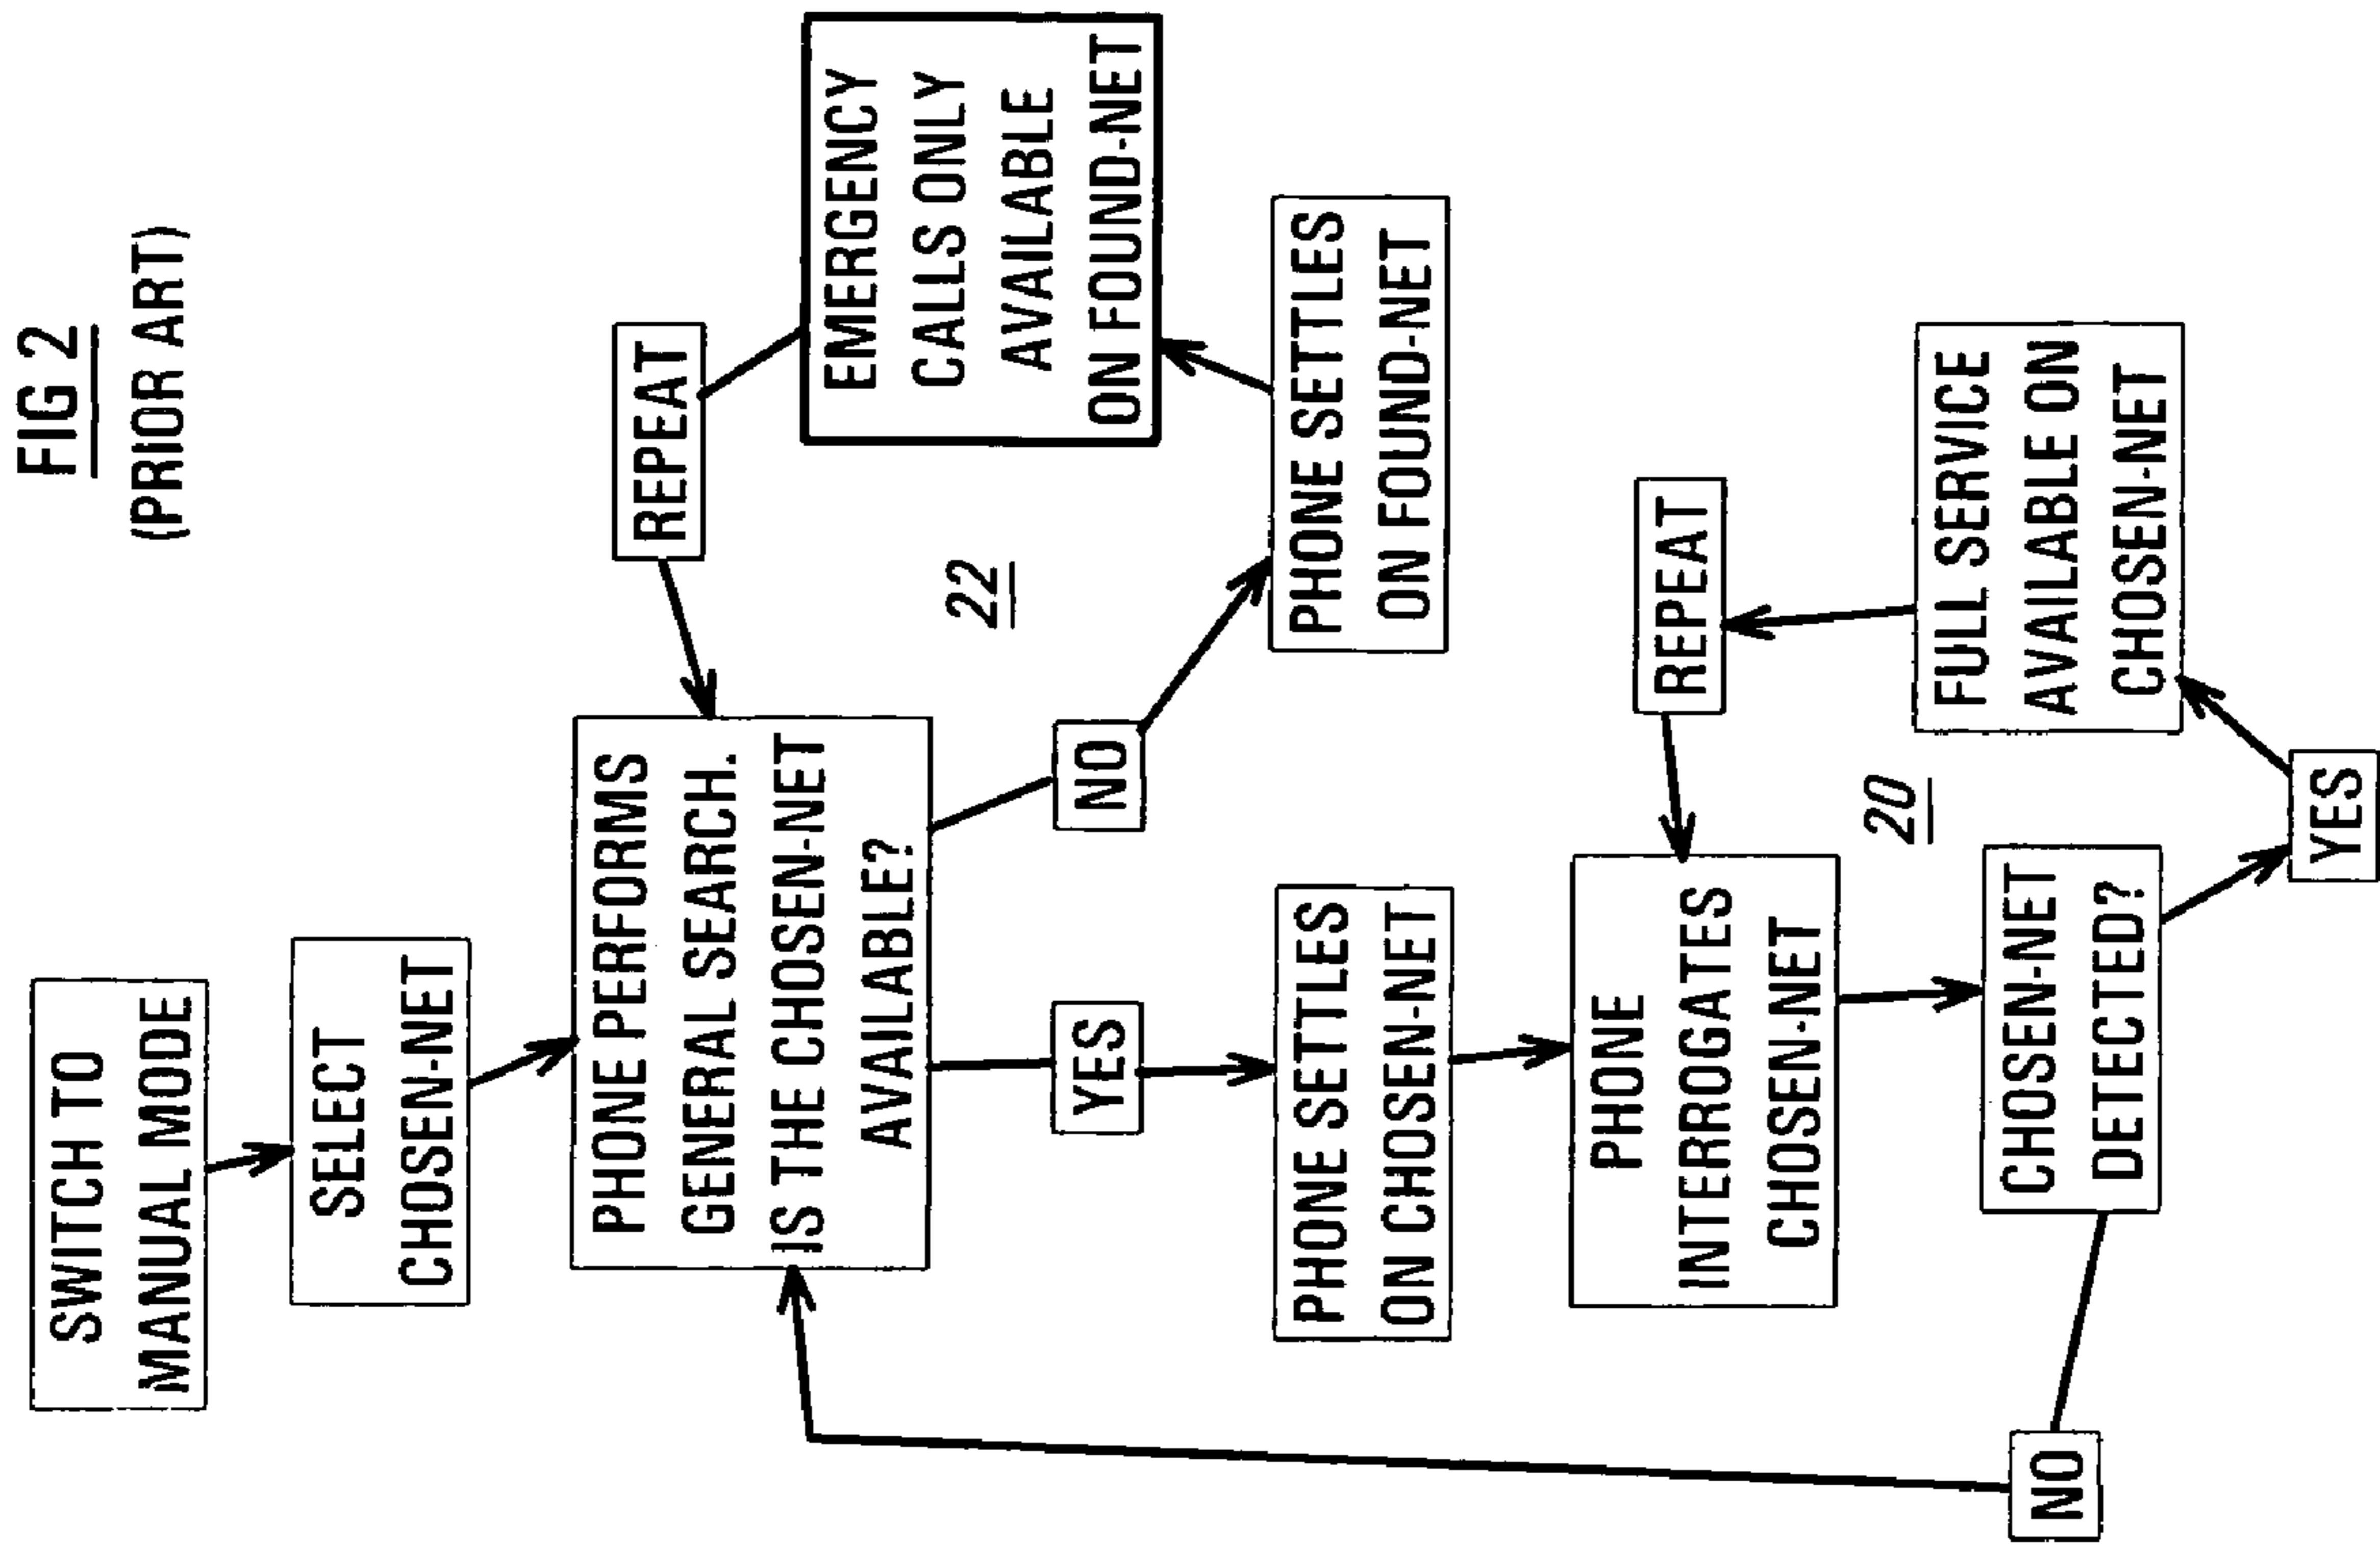 FIG 2
(PRIOR ART)
SWITCH TO
MANUAL MODE
SELECT
CHOSEN-NET
PHONE PERFORMS
GENERAL SEARCH.
IS THE CHOSEN-NET
AVAILABLE?
REPEAT
EMERGENCY
CALLS ONLY
AVAILABLE
ON FOUND-NET
22
NO
PHONE SETTLES
ON FOUND-NET
YES
PHONE SETTLES
ON CHOSEN-NET
PHONE
INTERROGATES
CHOSEN-NET
REPEAT
20
FULL SERVICE
AVAILABLE ON
CHOSEN-NET
CHOSEN-NET
DETECTED?
YES
NO